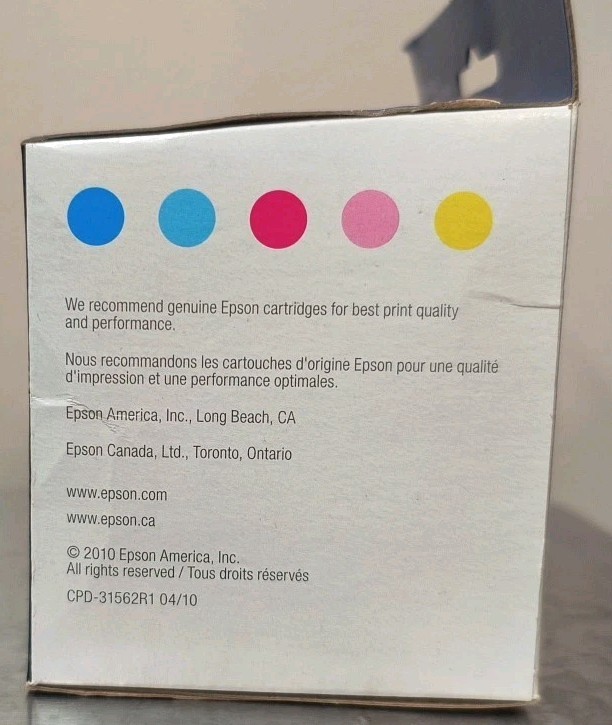 We recommend genuine Epson cartridges for best print quality
and performance.
Nous recommandons les cartouches d'origine Epson pour une qualité
d'impression et une performance optimales.
Epson America, Inc., Long Beach, CA
Epson Canada, Ltd., Toronto, Ontario
www.epson.com
www.epson.ca
© 2010 Epson America, Inc.
All rights reserved / Tous droits réservés
CPD-31562R1 04/10